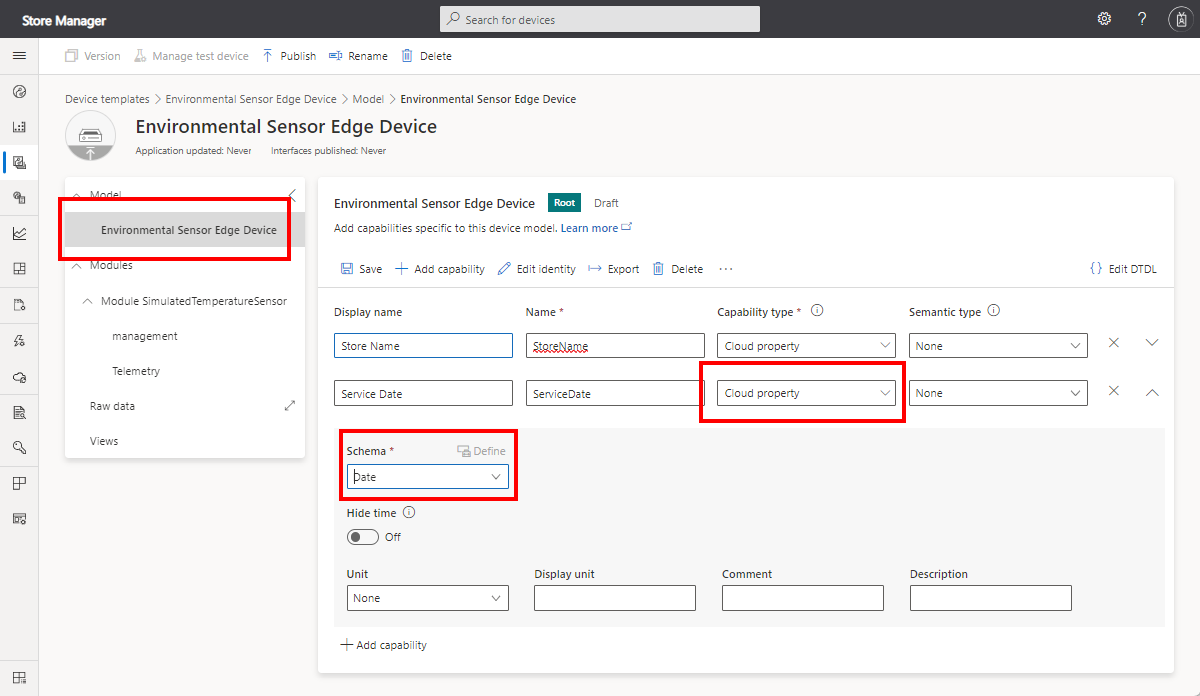 Store Manager
Search for devices
Version Manage test device Publish Rename Delete
Device templates > Environmental Sensor Edge Device > Model > Environmental Sensor Edge Device
Environmental Sensor Edge Device
Application updated: Never Interfaces published: Never
Model
Environmental Sensor Edge Device
Modules
Module SimulatedTemperatureSensor
management
Telemetry
Raw data
Views
Environmental Sensor Edge Device Root Draft
Add capabilities specific to this device model. Learn more
Save Add capability Edit identity Export Delete ... {} Edit DTDL
Display name Name * Capability type * Semantic type
Store Name StoreName Cloud property None
Service Date ServiceDate Cloud property None
Schema * Define
Date
Hide time
Off
Unit Display unit Comment Description
None
Add capability